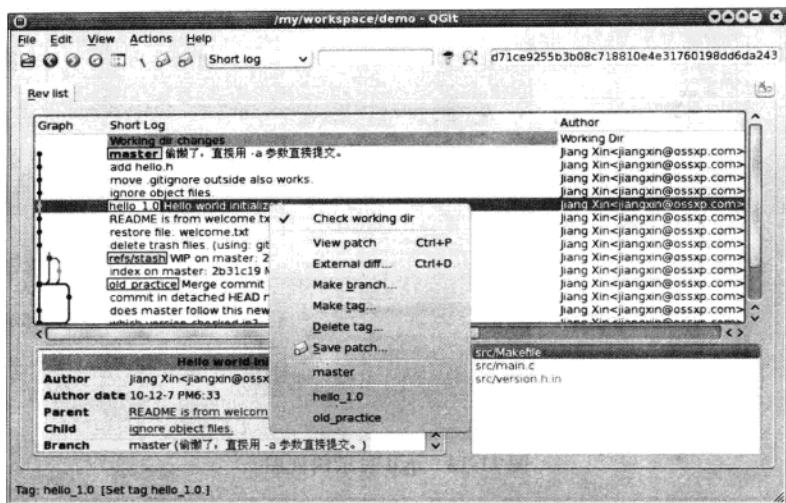 /my/workspace/demo - QGit
File Edit View Actions Help
Short log d71ce9255b3b08c718810e4e31760198dd6da243
Rev list
Graph Short Log Author
Working dir changes Working Dir
master 偷懒了，直接用 -a 参数直接提交。 Jiang Xin<jiangxin@ossxp.com>
add hello.h Jiang Xin<jiangxin@ossxp.com>
move .gitignore outside also works. Jiang Xin<jiangxin@ossxp.com>
ignore object files. Jiang Xin<jiangxin@ossxp.com>
hello_1.0 Hello world initialize Jiang Xin<jiangxin@ossxp.com>
README is from welcome.tx Jiang Xin<jiangxin@ossxp.com>
restore file: welcome.txt Jiang Xin<jiangxin@ossxp.com>
delete trash files. (using: git Jiang Xin<jiangxin@ossxp.com>
refs/stash WIP on master: 2 Jiang Xin<jiangxin@ossxp.com>
index on master: 2b31c19 M Jiang Xin<jiangxin@ossxp.com>
old_practice Merge commit Jiang Xin<jiangxin@ossxp.com>
commit in detached HEAD Jiang Xin<jiangxin@ossxp.com>
does master follow this new Jiang Xin<jiangxin@ossxp.com>
which version checked in? Jiang Xin<jiangxin@ossxp.com>
Check working dir
View patch Ctrl+P
External diff... Ctrl+D
Make branch...
Make tag...
Delete tag...
Save patch...
master
hello_1.0
old_practice
Hello world ini
Author Jiang Xin<jiangxin@ossx
Author date 10-12-7 PM6:33
Parent README is from welcom
Child ignore object files.
Branch master (偷懒了，直接用 -a 参数直接提交。)
src/Makefile
src/main.c
src/version.h.in
Tag: hello_1.0 [Set tag hello_1.0.]